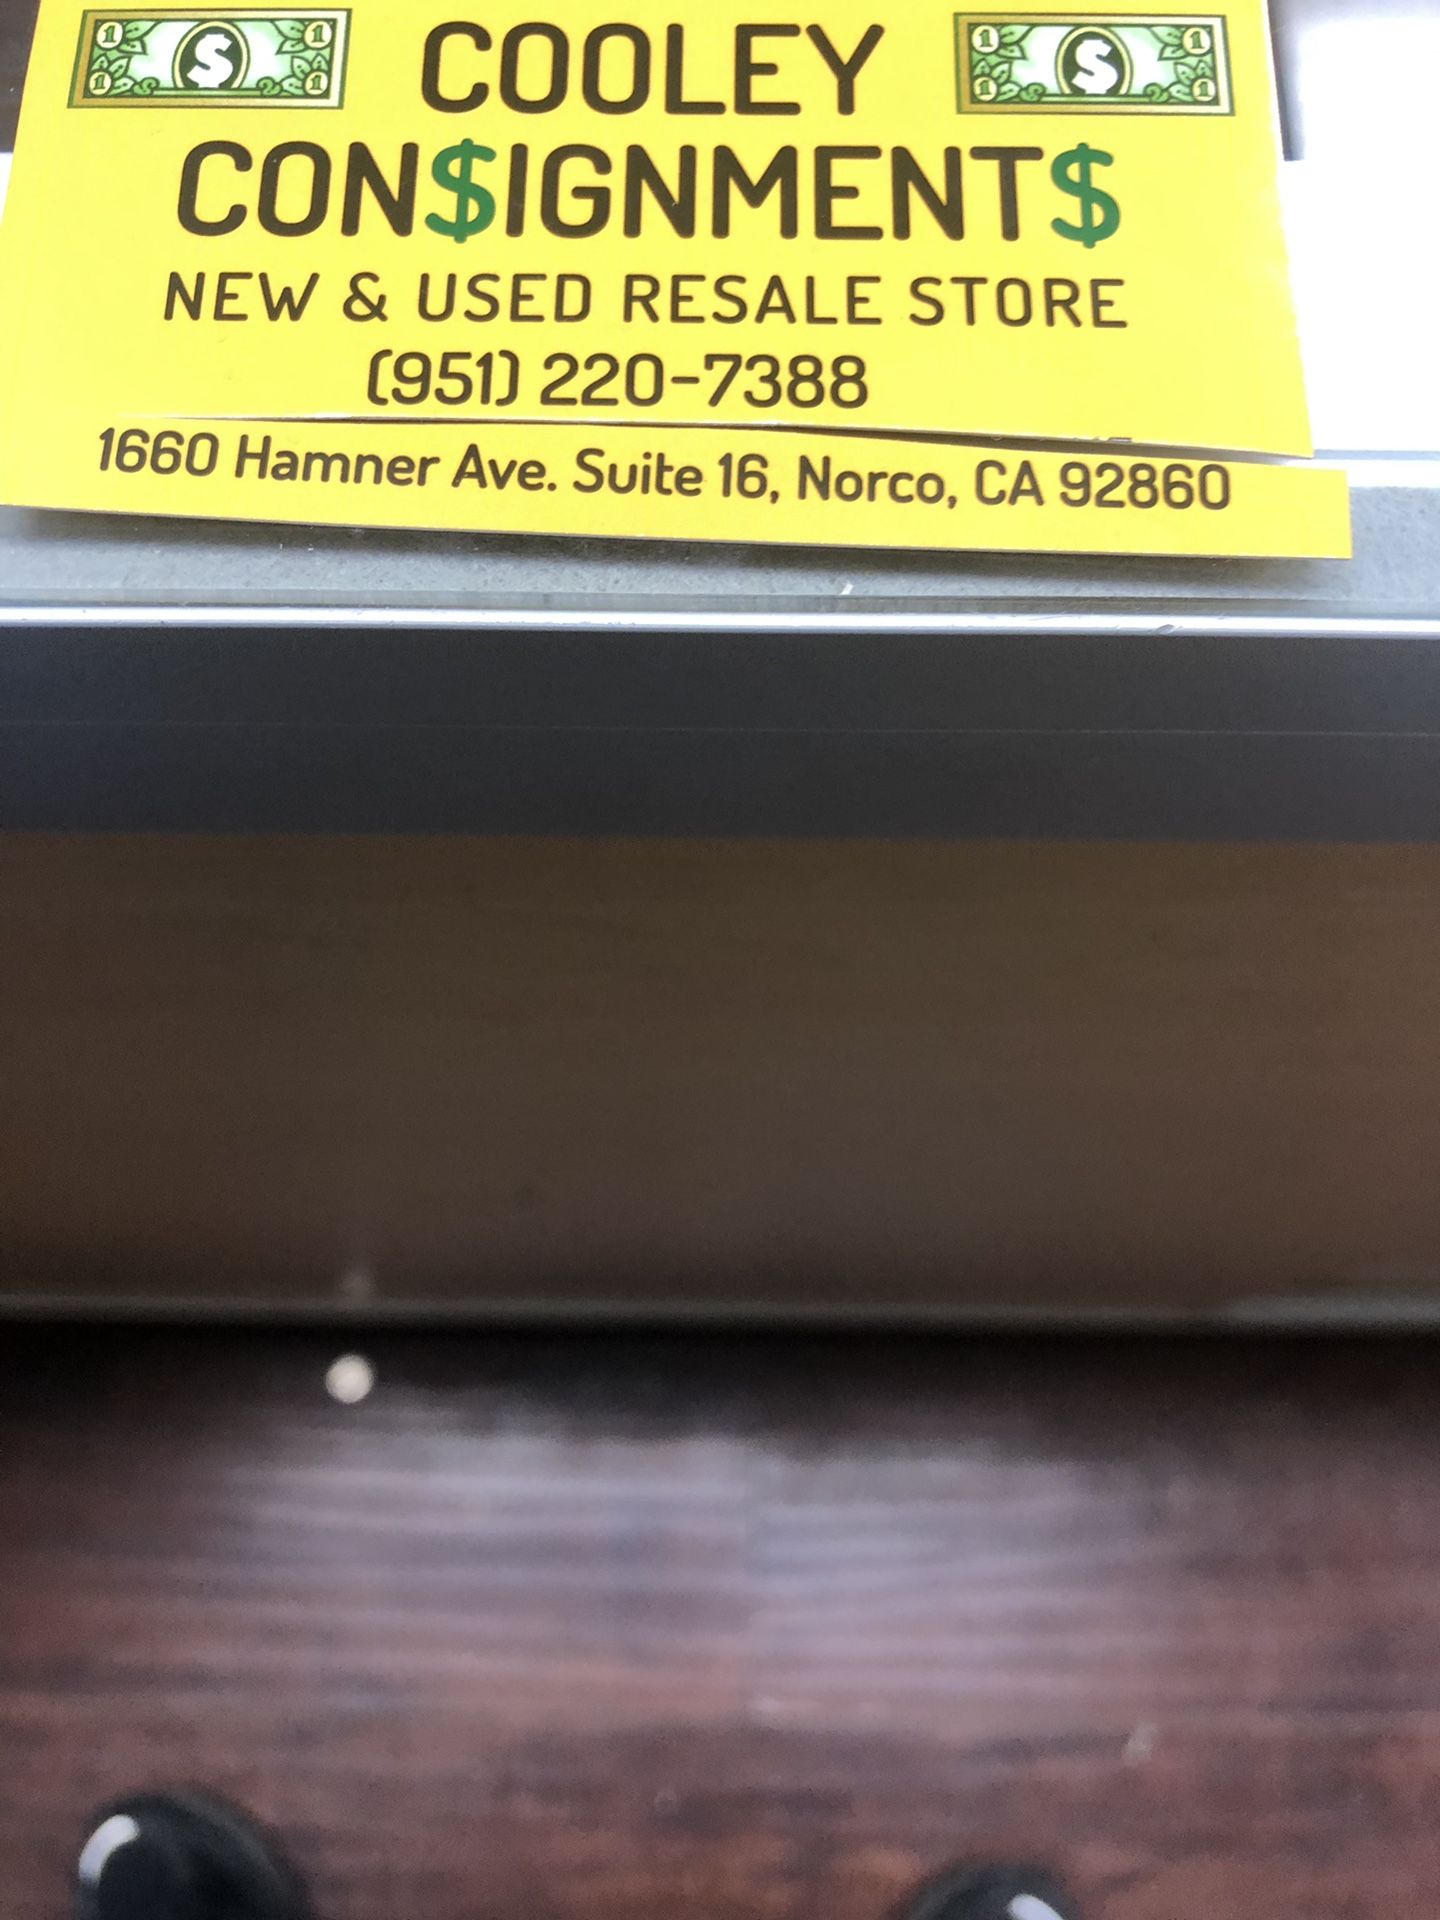 COOLEY
CON$IGNMENT$
NEW & USED RESALE STORE
(951) 220-7388
1660 Hamner Ave. Suite 16, Norco, CA 92860